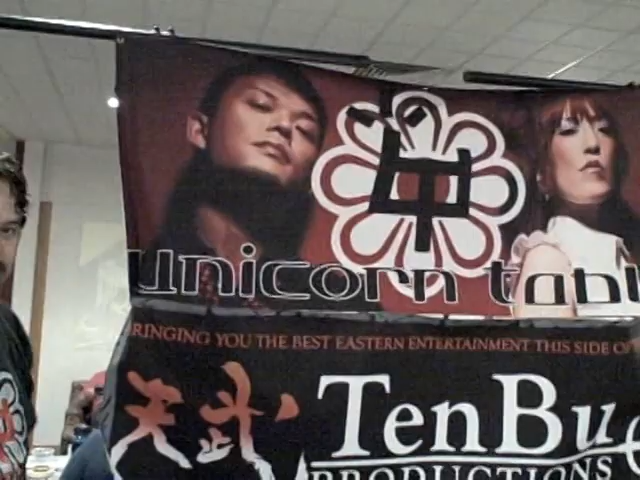 unicorn tabl
RINGING YOU THE BEST EASTERN ENTERTAINMENT THIS SIDE OF
天武 TenBu
PRODUCTIONS